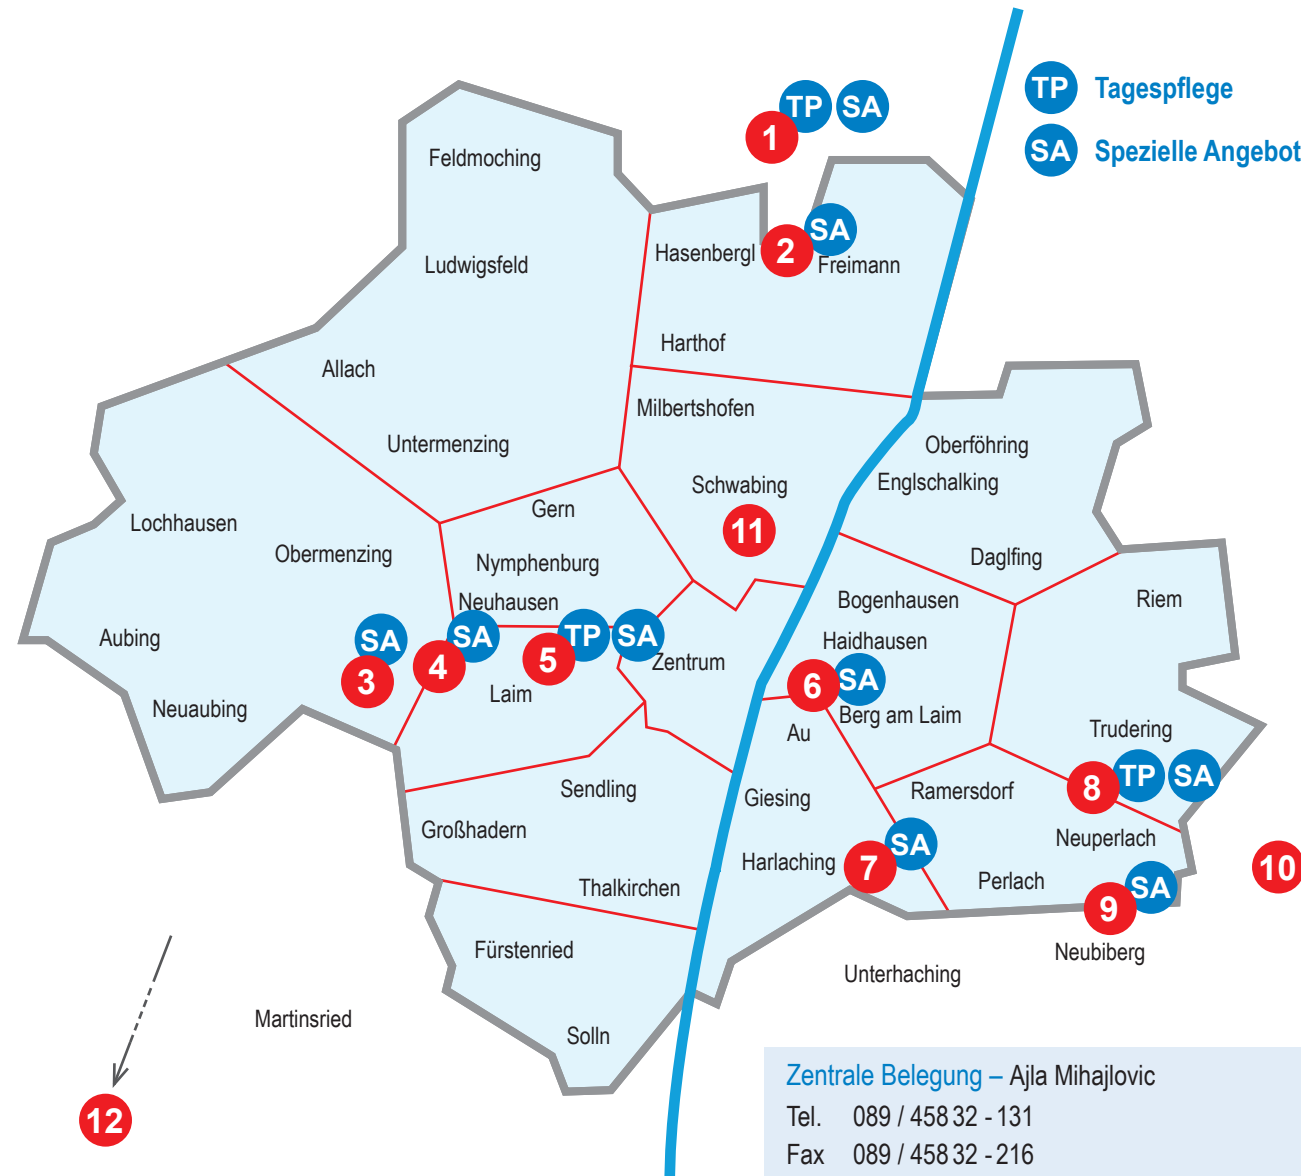 TP Tagespflege
SA Spezielle Angebot
1 TP SA
Feldmoching
2 SA
Hasenbergl
Freimann
Ludwigsfeld
Harthof
Allach
Milbertshofen
Untermenzing
Oberföhring
Englschalking
Schwabing
11
Gern
Lochhausen
Obermenzing
Daglfing
Nymphenburg
Neuhausen
Bogenhausen
Riem
Aubing
3 SA
4 SA
5 TP SA
Zentrum
Haidhausen
6 SA
Laim
Neuaubing
Berg am Laim
Au
Trudering
8 TP SA
Sendling
Giesing
Ramersdorf
Großhadern
Neuperlach
Harlaching
7 SA
Perlach
10
Thalkirchen
9 SA
Fürstenried
Neubiberg
Unterhaching
Martinsried
Solln
12
Zentrale Belegung – Ajla Mihajlovic
Tel. 089 / 458 32 - 131
Fax 089 / 458 32 - 216